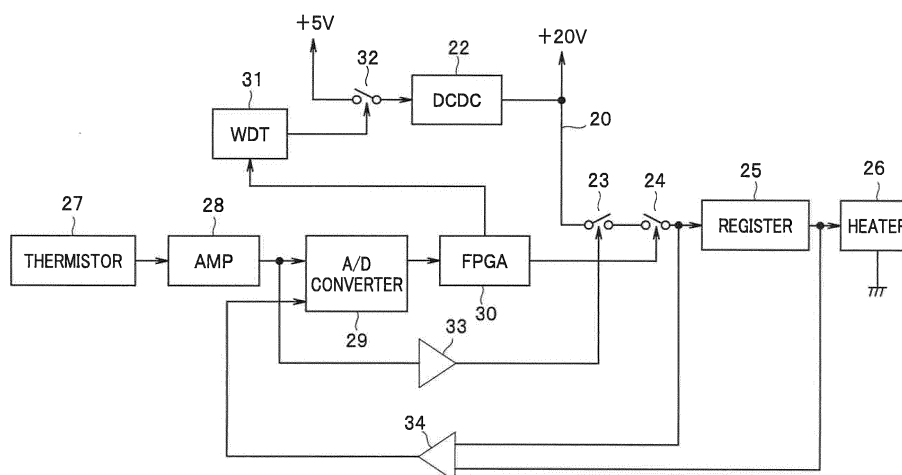 +5V
+20V
32
22
31
DCDC
WDT
20
23
24
25
26
27
28
REGISTER
HEATER
THERMISTOR
AMP
A/D
CONVERTER
FPGA
29
30
33
34